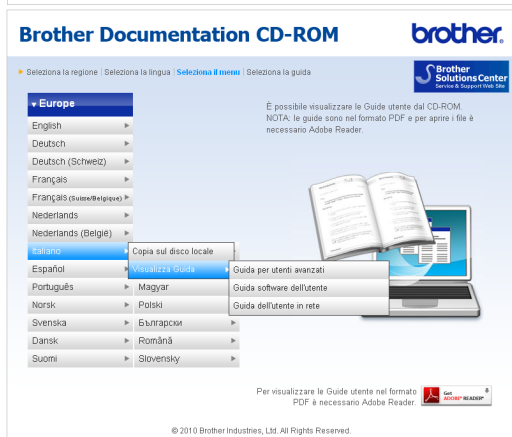 Brother Documentation CD-ROM
brother
Seleziona la regione | Seleziona la lingua | Seleziona il menu | Seleziona la guida
Brother
SolutionsCenter
Service & Support Web Site
Europe
È possibile visualizzare le Guide utente dal CD-ROM.
NOTA: le guide sono nel formato PDF e per aprire i file è
necessario Adobe Reader.
English
Deutsch
Deutsch (Schweiz)
Français
Français (Suisse/Belgique)
Nederlands
Nederlands (België)
Italiano
Copia sul disco locale
Español
Visualizza Guida
Guida per utenti avanzati
Português
Magyar
Guida software dell'utente
Norsk
Polski
Guida dell'utente in rete
Svenska
Български
Dansk
Română
Suomi
Slovensky
Per visualizzare le Guide utente nel formato
PDF è necessario Adobe Reader.
Get
ADOBE® READER®
© 2010 Brother Industries, Ltd. All Rights Reserved.